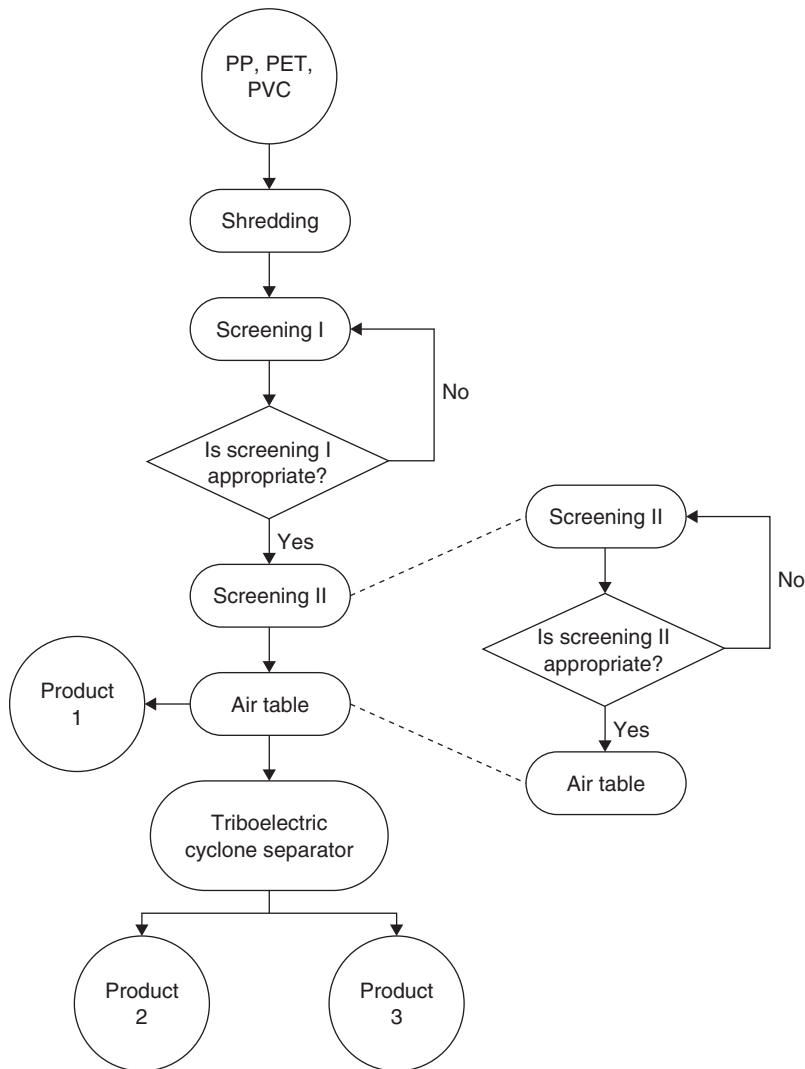 PP, PET,
PVC
Shredding
Screening I
No
Is screening I
appropriate?
Yes
Screening II
Air table
Product
1
Triboelectric
cyclone separator
Product
2
Product
3
Screening II
No
Is screening II
appropriate?
Yes
Air table